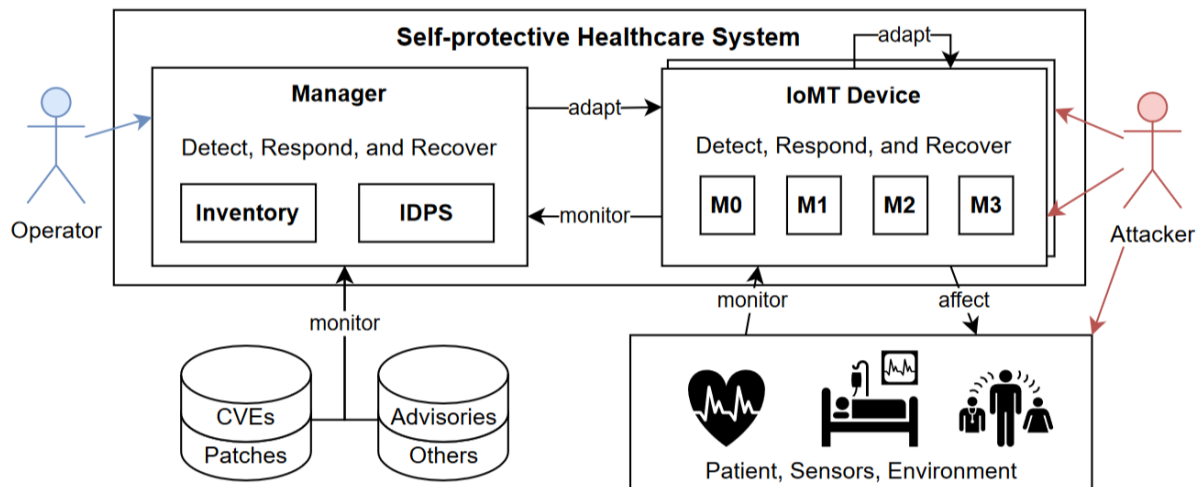 Self-protective Healthcare System
adapt
Manager
Detect, Respond, and Recover
Inventory
IDPS
adapt
monitor
IoMT Device
Detect, Respond, and Recover
M0
M1
M2
M3
Operator
Attacker
monitor
monitor
affect
CVEs
Patches
Advisories
Others
Patient, Sensors, Environment